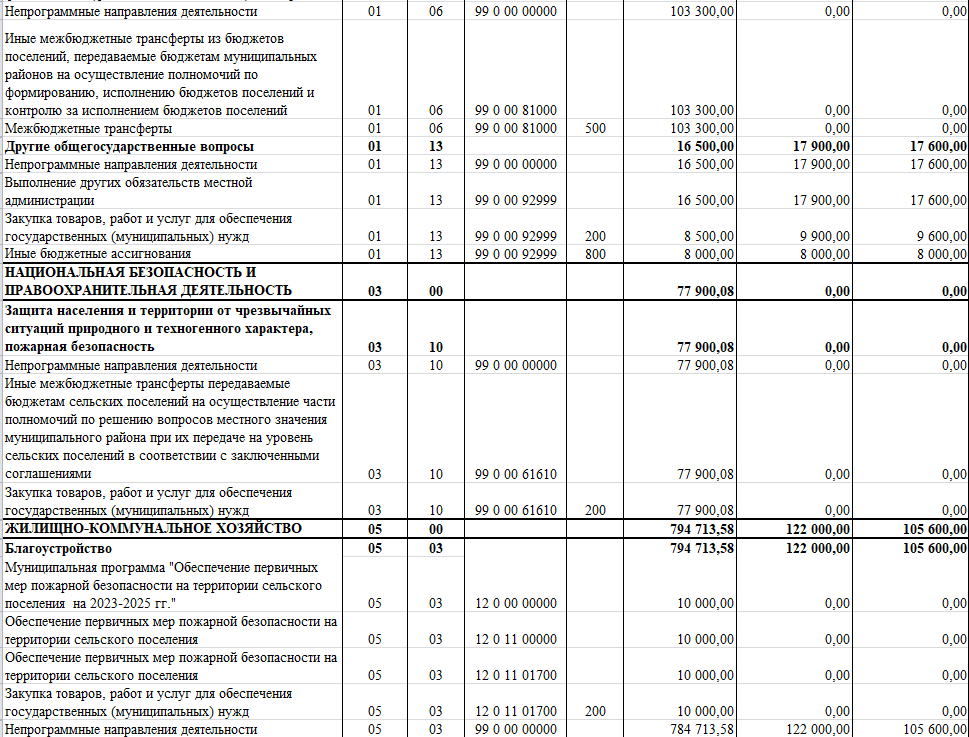 Непрограммные направления деятельности 01 06 99 0 00 00000 103 300,00 0,00 0,00
Иные межбюджетные трансферты из бюджетов
поселений, передаваемые бюджетам муниципальных
районов на осуществление полномочий по
формированию, исполнению бюджетов поселений и
контролю за исполнением бюджетов поселений 01 06 99 0 00 81000 103 300,00 0,00 0,00
Межбюджетные трансферты 01 06 99 0 00 81000 500 103 300,00 0,00 0,00
Другие общегосударственные вопросы 01 13 16 500,00 17 900,00 17 600,00
Непрограммные направления деятельности 01 13 99 0 00 00000 16 500,00 17 900,00 17 600,00
Выполнение других обязательств местной
администрации 01 13 99 0 00 92999 16 500,00 17 900,00 17 600,00
Закупка товаров, работ и услуг для обеспечения
государственных (муниципальных) нужд 01 13 99 0 00 92999 200 8 500,00 9 900,00 9 600,00
Иные бюджетные ассигнования 01 13 99 0 00 92999 800 8 000,00 8 000,00 8 000,00
НАЦИОНАЛЬНАЯ БЕЗОПАСНОСТЬ И
ПРАВООХРАНИТЕЛЬНАЯ ДЕЯТЕЛЬНОСТЬ 03 00 77 900,08 0,00 0,00
Защита населения и территории от чрезвычайных
ситуаций природного и техногенного характера,
пожарная безопасность 03 10 77 900,08 0,00 0,00
Непрограммные направления деятельности 03 10 99 0 00 00000 77 900,08 0,00 0,00
Иные межбюджетные трансферты передаваемые
бюджетам сельских поселений на осуществление части
полномочий по решению вопросов местного значения
муниципального района при их передаче на уровень
сельских поселений в соответствии с заключенными
соглашениями 03 10 99 0 00 61610 77 900,08 0,00 0,00
Закупка товаров, работ и услуг для обеспечения
государственных (муниципальных) нужд 03 10 99 0 00 61610 200 77 900,08 0,00 0,00
ЖИЛИЩНО-КОММУНАЛЬНОЕ ХОЗЯЙСТВО 05 00 794 713,58 122 000,00 105 600,00
Благоустройство 05 03 794 713,58 122 000,00 105 600,00
Муниципальная программа "Обеспечение первичных
мер пожарной безопасности на территории сельского
поселения на 2023-2025 гг." 05 03 12 0 00 00000 10 000,00 0,00 0,00
Обеспечение первичных мер пожарной безопасности на
территории сельского поселения 05 03 12 0 11 00000 10 000,00 0,00 0,00
Обеспечение первичных мер пожарной безопасности на
территории сельского поселения 05 03 12 0 11 01700 10 000,00 0,00 0,00
Закупка товаров, работ и услуг для обеспечения
государственных (муниципальных) нужд 05 03 12 0 11 01700 200 10 000,00 0,00 0,00
Непрограммные направления деятельности 05 03 99 0 00 00000 784 713,58 122 000,00 105 600,00